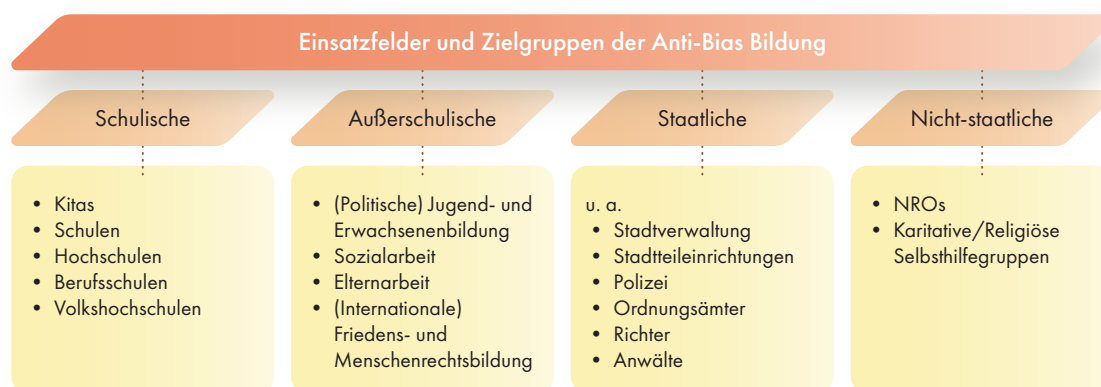 Einsatzfelder und Zielgruppen der Anti-Bias Bildung
Schulische
• Kitas
• Schulen
• Hochschulen
• Berufsschulen
• Volkshochschulen
Außerschulische
• (Politische) Jugend- und
Erwachsenenbildung
• Sozialarbeit
• Elternarbeit
• (Internationale)
Friedens- und
Menschenrechtsbildung
Staatliche
u. a.
• Stadtverwaltung
• Stadtteileinrichtungen
• Polizei
• Ordnungsämter
• Richter
• Anwälte
Nicht-staatliche
• NROs
• Karitative/Religiöse
Selbsthilfegruppen